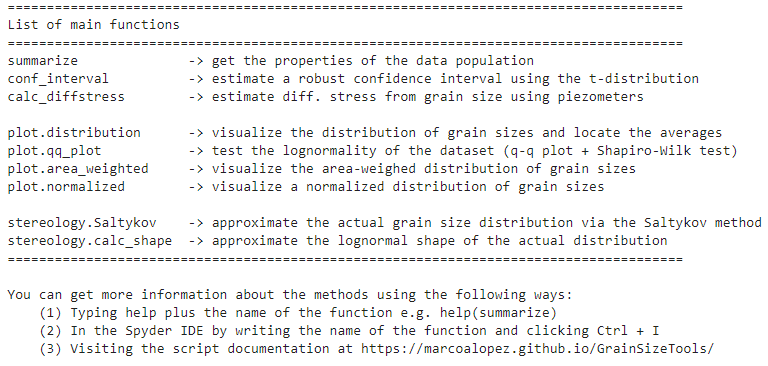 ======================================================================================
List of main functions
======================================================================================
summarize              -> get the properties of the data population
conf_interval          -> estimate a robust confidence interval using the t-distribution
calc_diffstress        -> estimate diff. stress from grain size using piezometers

plot.distribution      -> visualize the distribution of grain sizes and locate the averages
plot.qq_plot           -> test the lognormality of the dataset (q-q plot + Shapiro-Wilk test)
plot.area_weighted     -> visualize the area-weighed distribution of grain sizes
plot.normalized        -> visualize a normalized distribution of grain sizes

stereology.Saltykov    -> approximate the actual grain size distribution via the Saltykov method
stereology.calc_shape  -> approximate the lognormal shape of the actual distribution
======================================================================================

You can get more information about the methods using the following ways:
    (1) Typing help plus the name of the function e.g. help(summarize)
    (2) In the Spyder IDE by writing the name of the function and clicking Ctrl + I
    (3) Visiting the script documentation at https://marcoalopez.github.io/GrainSizeTools/